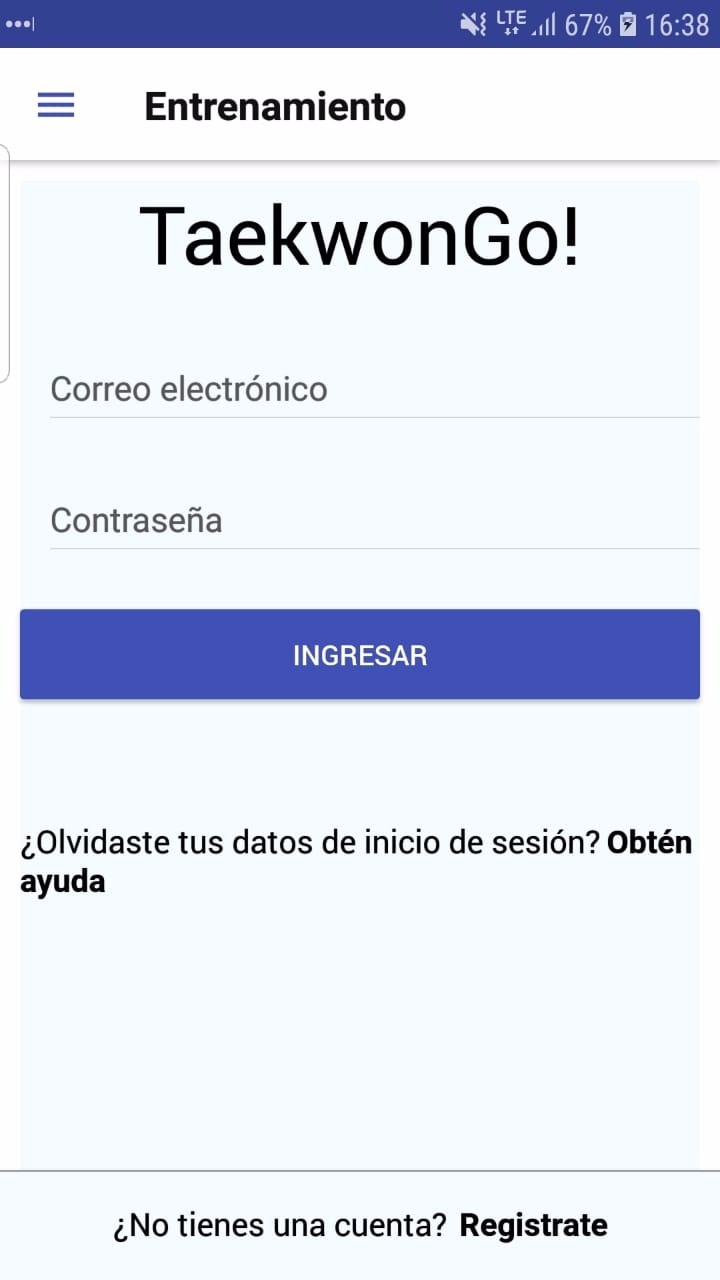 LTE 67% 16:38
Entrenamiento
TaekwonGo!
Correo electrónico
Contraseña
INGRESAR
¿Olvidaste tus datos de inicio de sesión? Obtén
ayuda
¿No tienes una cuenta? Registrate